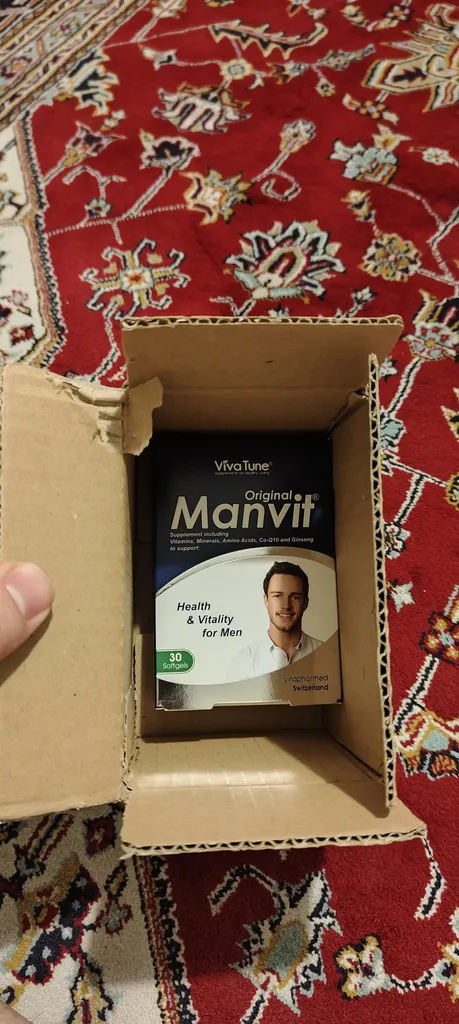 VivaTune®
Supplements for Healthy Living
Original
Manvit®
Supplement including
Vitamins, Minerals, Amino Acids, Co-Q10 and Ginseng
to support:
Health
& Vitality
for Men
30
Softgels
Vitapharmed
Switzerland